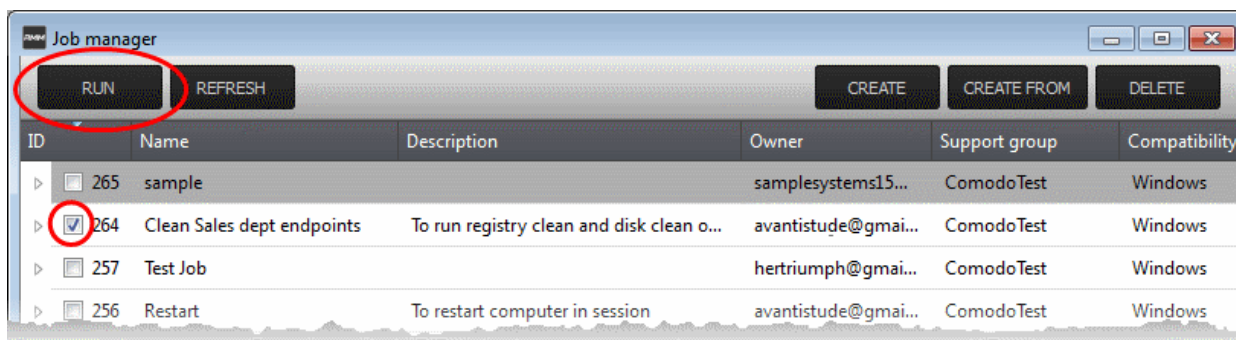 RMM Job manager
RUN REFRESH CREATE CREATE FROM DELETE
ID Name Description Owner Support group Compatibility
265 sample samplesystems15... ComodoTest Windows
264 Clean Sales dept endpoints To run registry clean and disk clean o... avantistude@gmai... ComodoTest Windows
257 Test Job hertriumph@gmai... ComodoTest Windows
256 Restart To restart computer in session avantistude@gmai... ComodoTest Windows